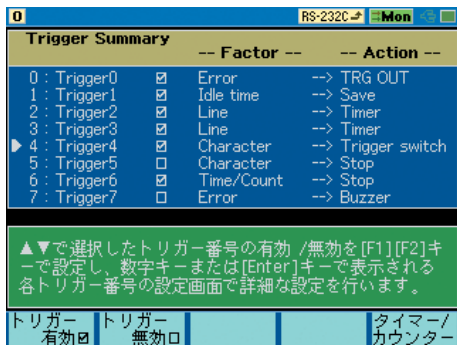 0 RS-232C Mon
Trigger Summary
-- Factor -- -- Action --
0 : Trigger0 ☑ Error --> TRG OUT
1 : Trigger1 ☑ Idle time --> Save
2 : Trigger2 ☑ Line --> Timer
3 : Trigger3 ☑ Line --> Timer
▶ 4 : Trigger4 ☑ Character --> Trigger switch
5 : Trigger5 □ Character --> Stop
6 : Trigger6 ☑ Time/Count --> Stop
7 : Trigger7 □ Error --> Buzzer
▲▼で選択したトリガー番号の有効 /無効を[F1][F2]キ
ーで設定し、数字キーまたは[Enter]キーで表示される
各トリガー番号の設定画面で詳細な設定を行います。
トリガー トリガー タイマー/
有効☑ 無効□ カウンター